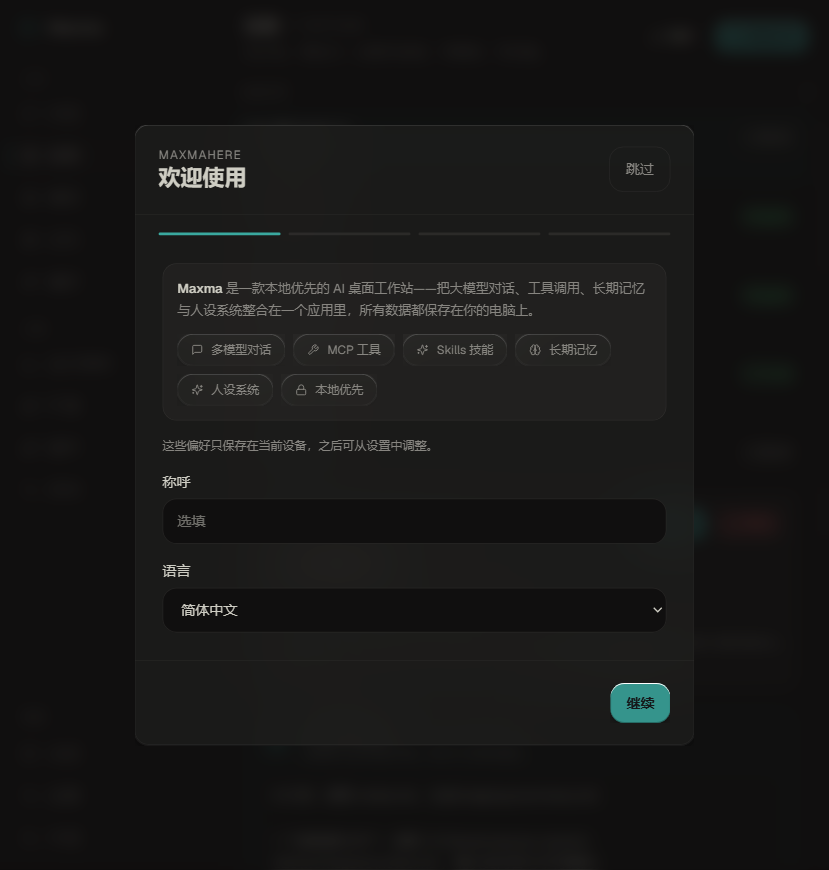 MAXMAHERE
欢迎使用
跳过
Maxma 是一款本地优先的 AI 桌面工作站——把大模型对话、工具调用、长期记忆
与人设系统整合在一个应用里，所有数据都保存在你的电脑上。
多模型对话
MCP 工具
Skills 技能
长期记忆
人设系统
本地优先
这些偏好只保存在当前设备，之后可从设置中调整。
称呼
选填
语言
简体中文
继续